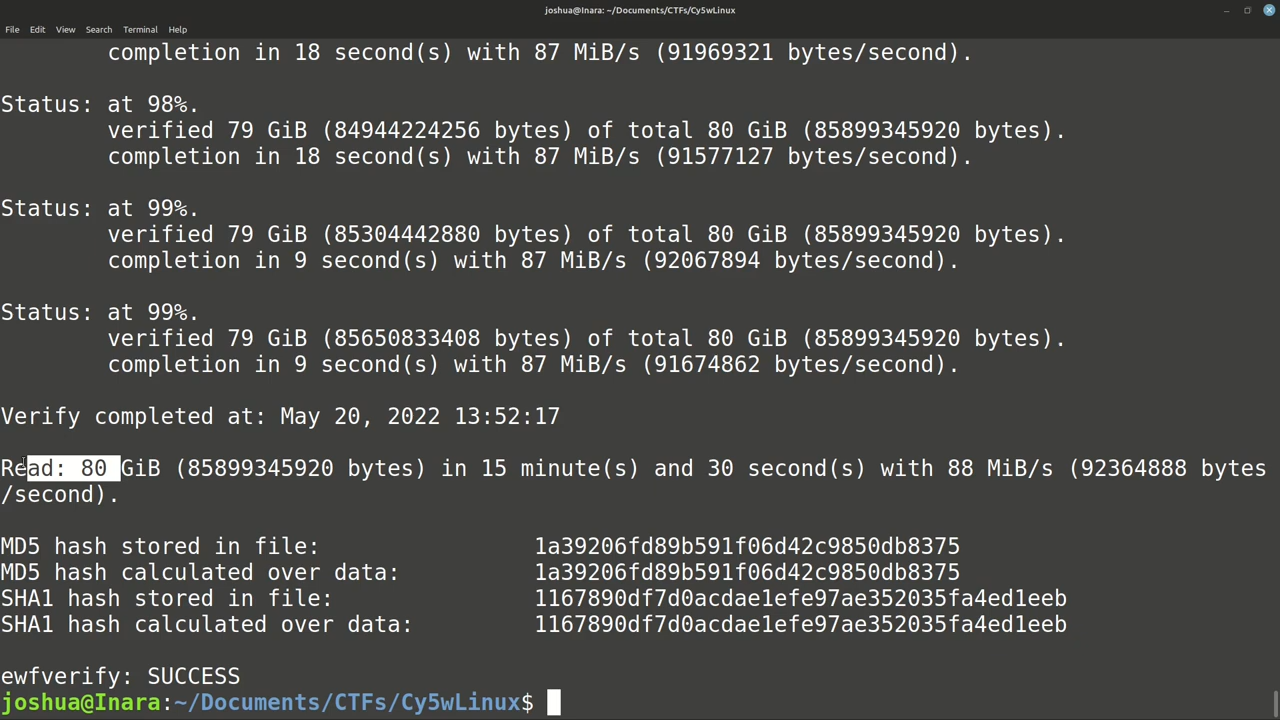 joshua@Inara: ~/Documents/CTFs/Cy5wLinux
File Edit View Search Terminal Help
completion in 18 second(s) with 87 MiB/s (91969321 bytes/second).
Status: at 98%.
verified 79 GiB (84944224256 bytes) of total 80 GiB (85899345920 bytes).
completion in 18 second(s) with 87 MiB/s (91577127 bytes/second).
Status: at 99%.
verified 79 GiB (85304442880 bytes) of total 80 GiB (85899345920 bytes).
completion in 9 second(s) with 87 MiB/s (92067894 bytes/second).
Status: at 99%.
verified 79 GiB (85650833408 bytes) of total 80 GiB (85899345920 bytes).
completion in 9 second(s) with 87 MiB/s (91674862 bytes/second).
Verify completed at: May 20, 2022 13:52:17
Read: 80 GiB (85899345920 bytes) in 15 minute(s) and 30 second(s) with 88 MiB/s (92364888 bytes
/second).
MD5 hash stored in file: 1a39206fd89b591f06d42c9850db8375
MD5 hash calculated over data: 1a39206fd89b591f06d42c9850db8375
SHA1 hash stored in file: 1167890df7d0acdae1efe97ae352035fa4ed1eeb
SHA1 hash calculated over data: 1167890df7d0acdae1efe97ae352035fa4ed1eeb
ewfverify: SUCCESS
joshua@Inara:~/Documents/CTFs/Cy5wLinux$